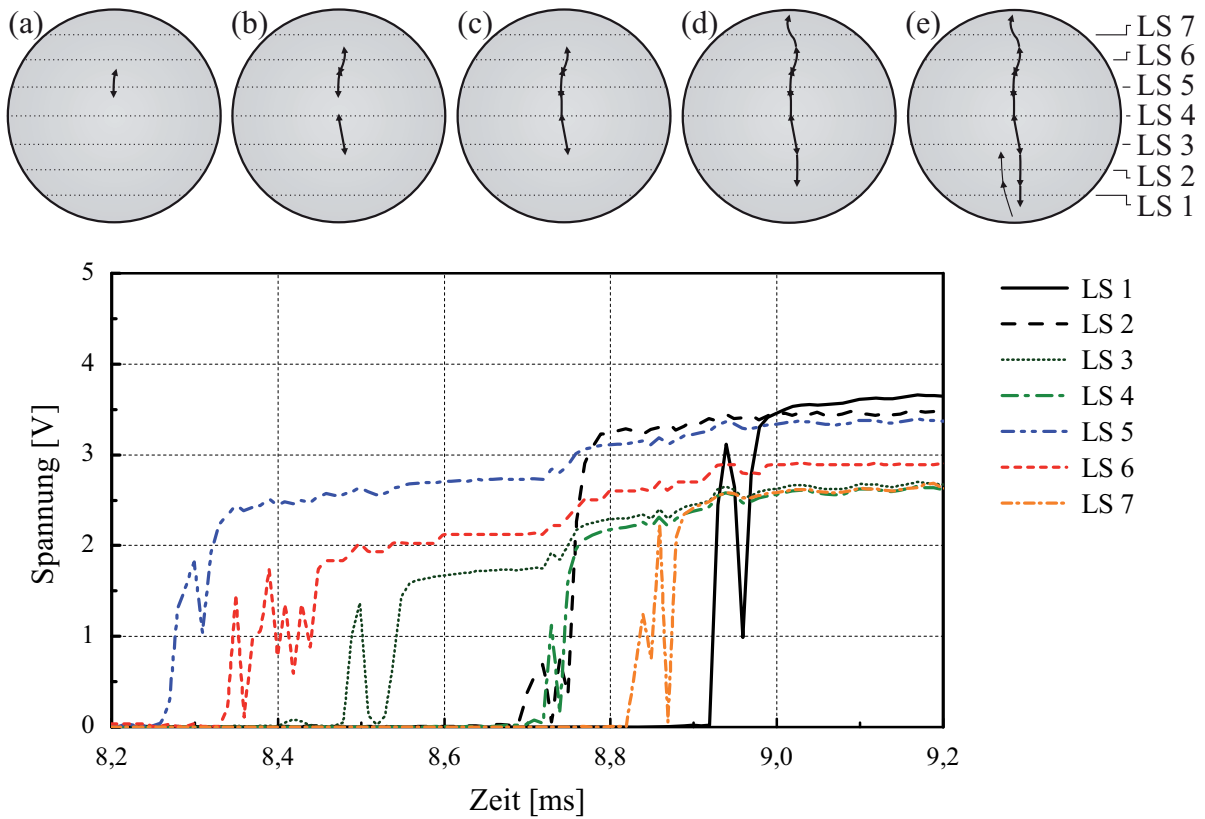 (a) (b) (c) (d) (e)
LS 7
LS 6
LS 5
LS 4
LS 3
LS 2
LS 1
5
4
3
2
1
0
Spannung [V]
8,2 8,4 8,6 8,8 9,0 9,2
Zeit [ms]
LS 1
LS 2
LS 3
LS 4
LS 5
LS 6
LS 7